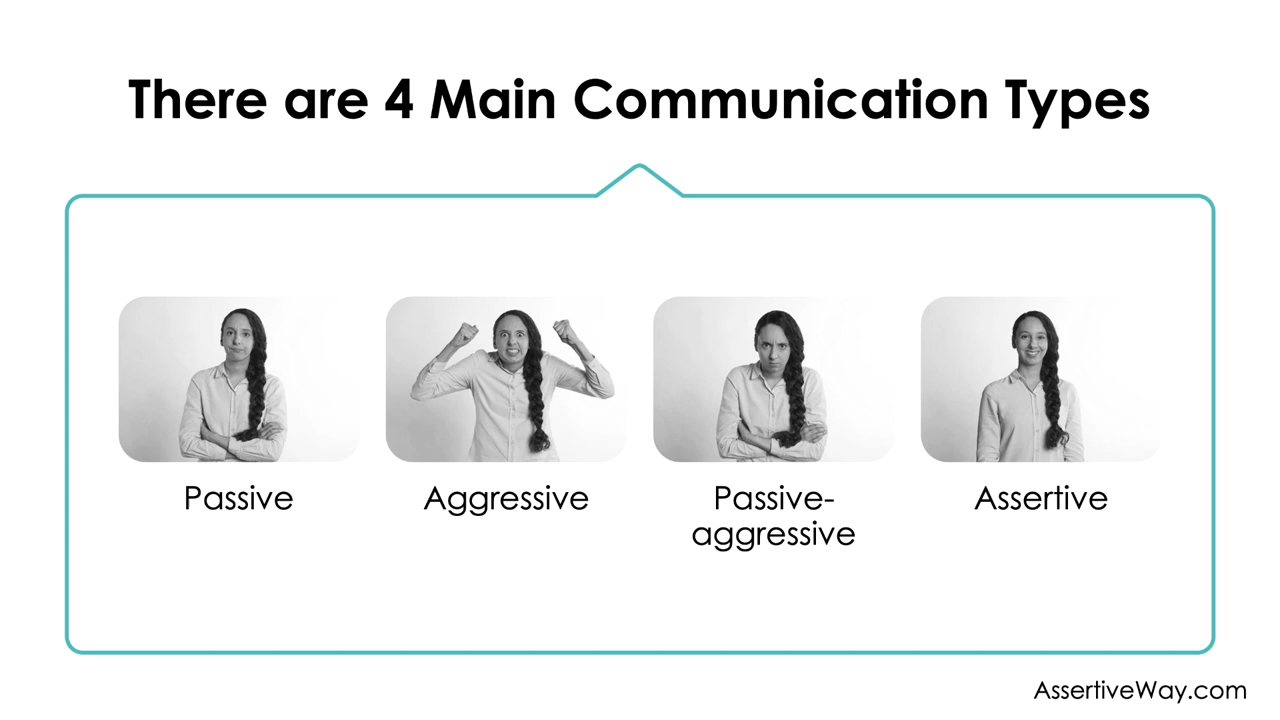 There are 4 Main Communication Types
Passive
Aggressive
Passive-
aggressive
Assertive
AssertiveWay.com